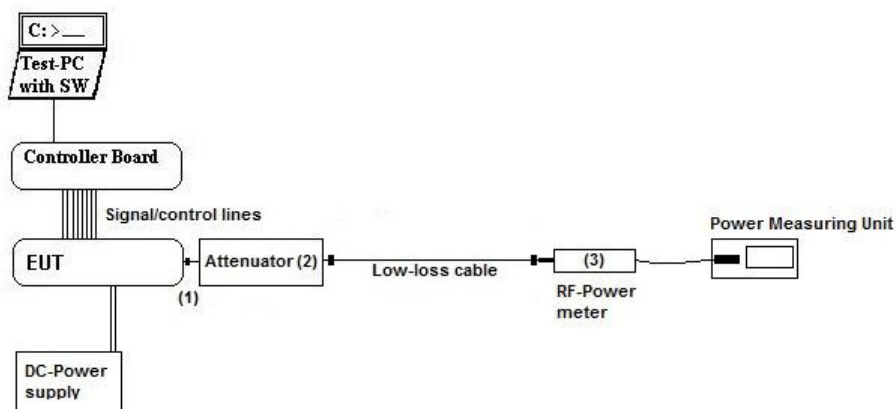 C: >__
Test-PC
with SW
Controller Board
Signal/control lines
Power Measuring Unit
EUT
Attenuator (2)
(3)
Low-loss cable
(1)
RF-Power
meter
DC-Power
supply